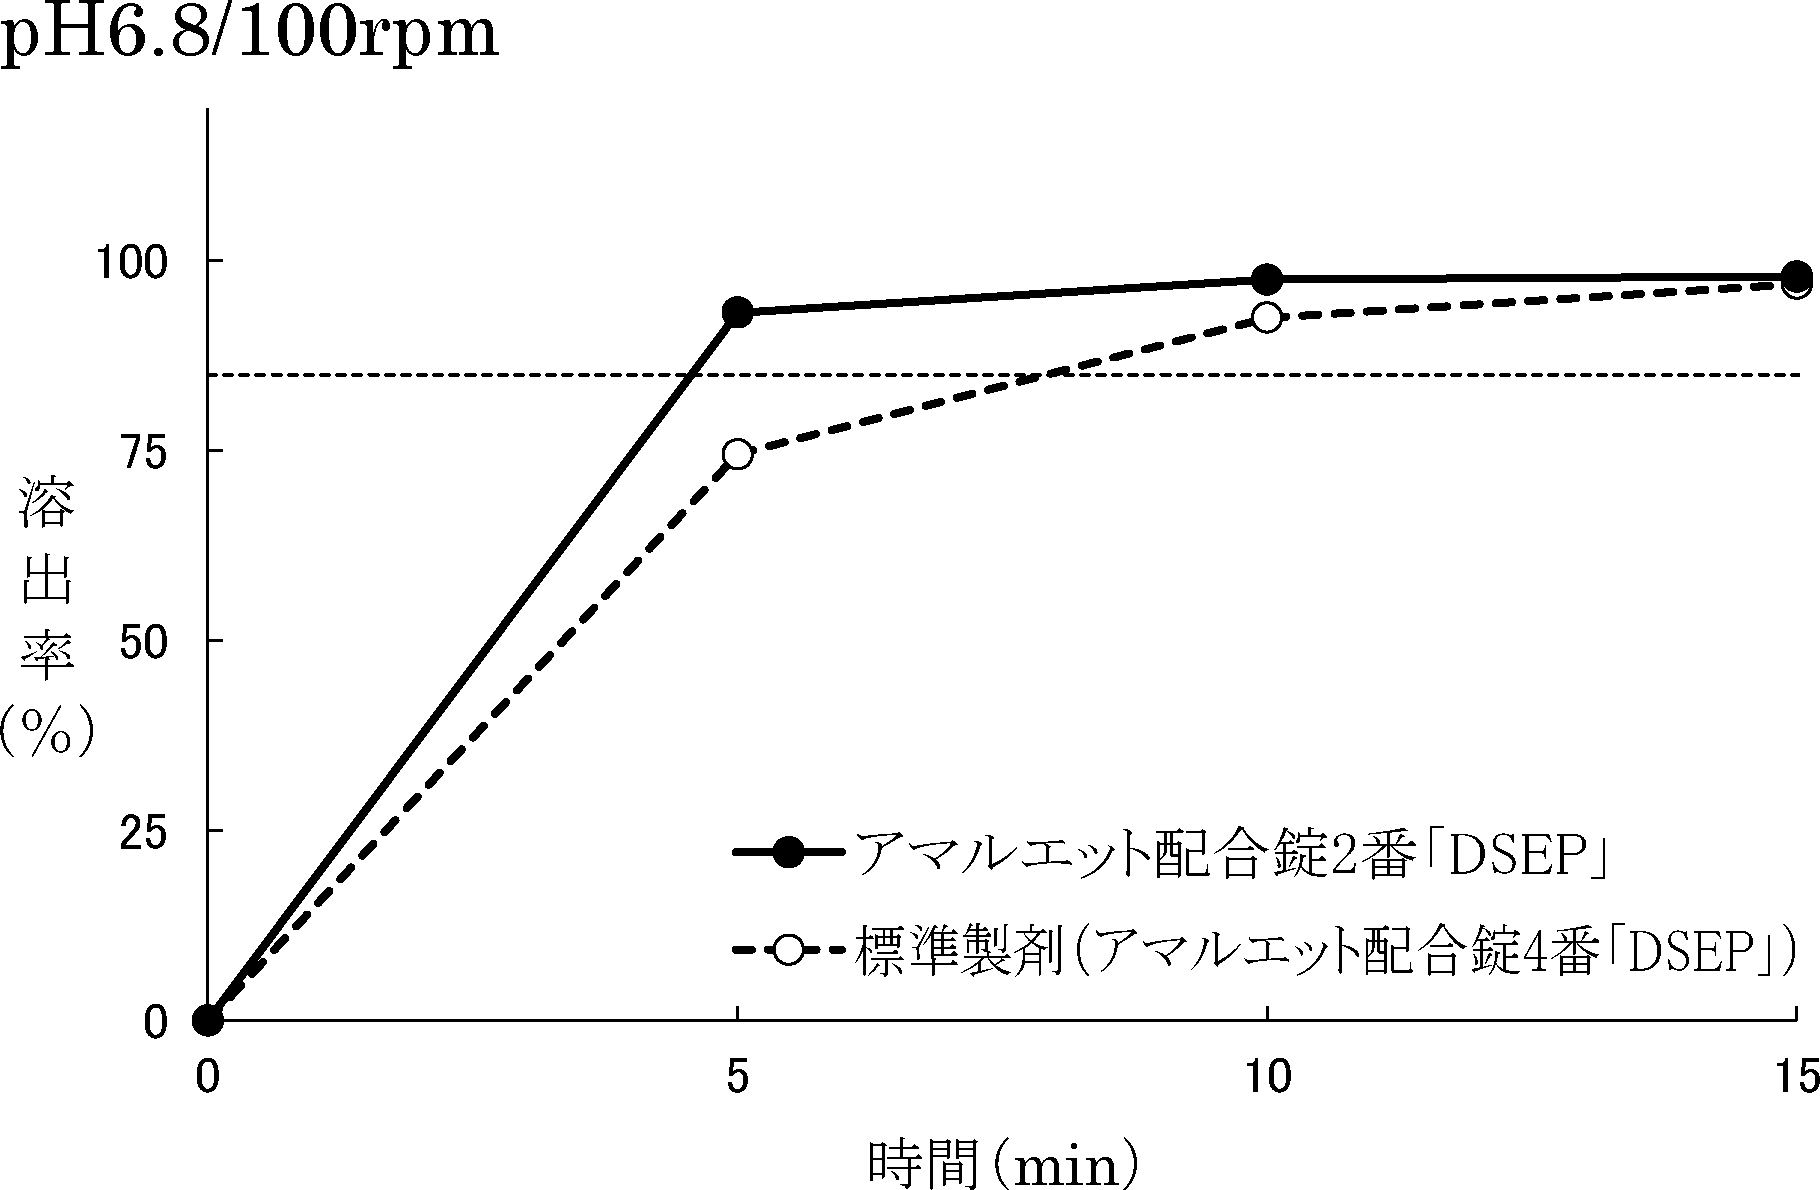 pH6.8/100rpm
100
75
50
25
0
溶出率(%)
アマルエット配合錠2番「DSEP」
標準製剤(アマルエット配合錠4番「DSEP」)
0 5 10 15
時間(min)